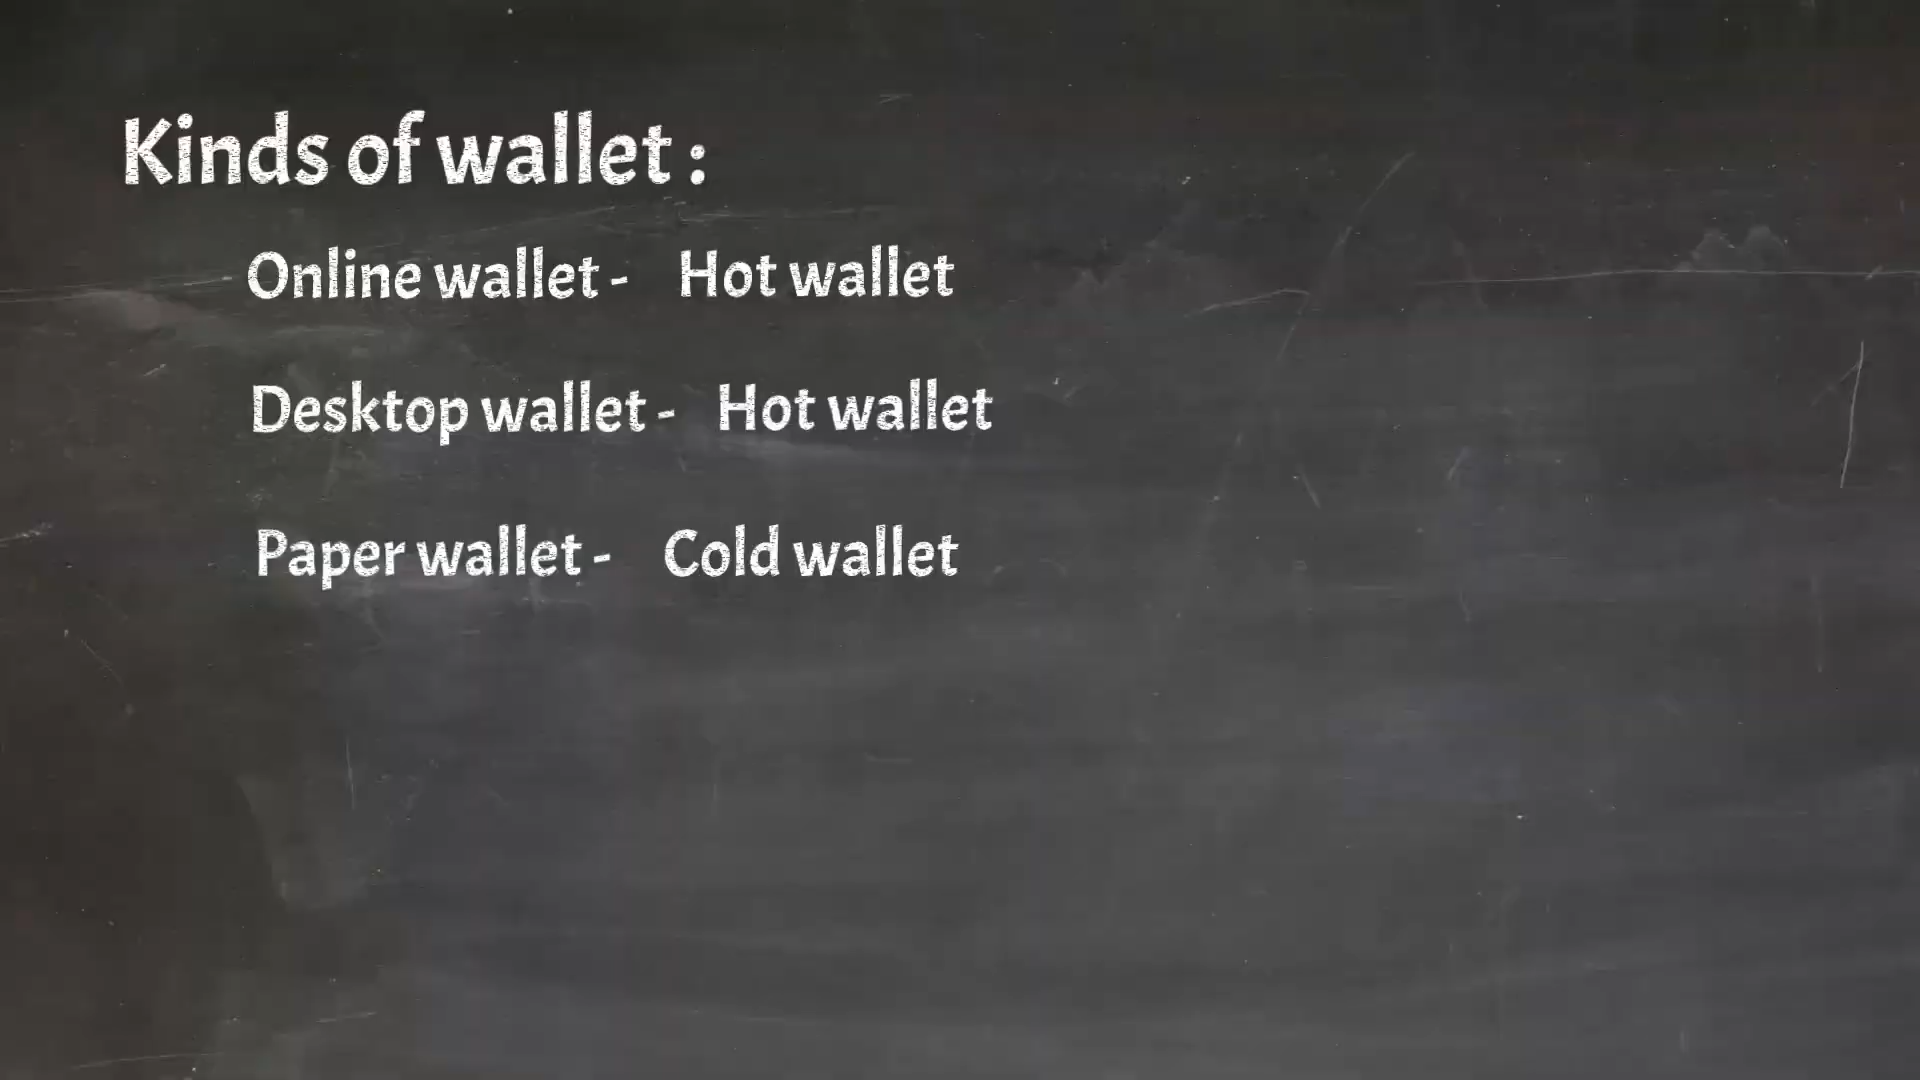 Kinds of wallet :
Online wallet - Hot wallet
Desktop wallet - Hot wallet
Paper wallet - Cold wallet